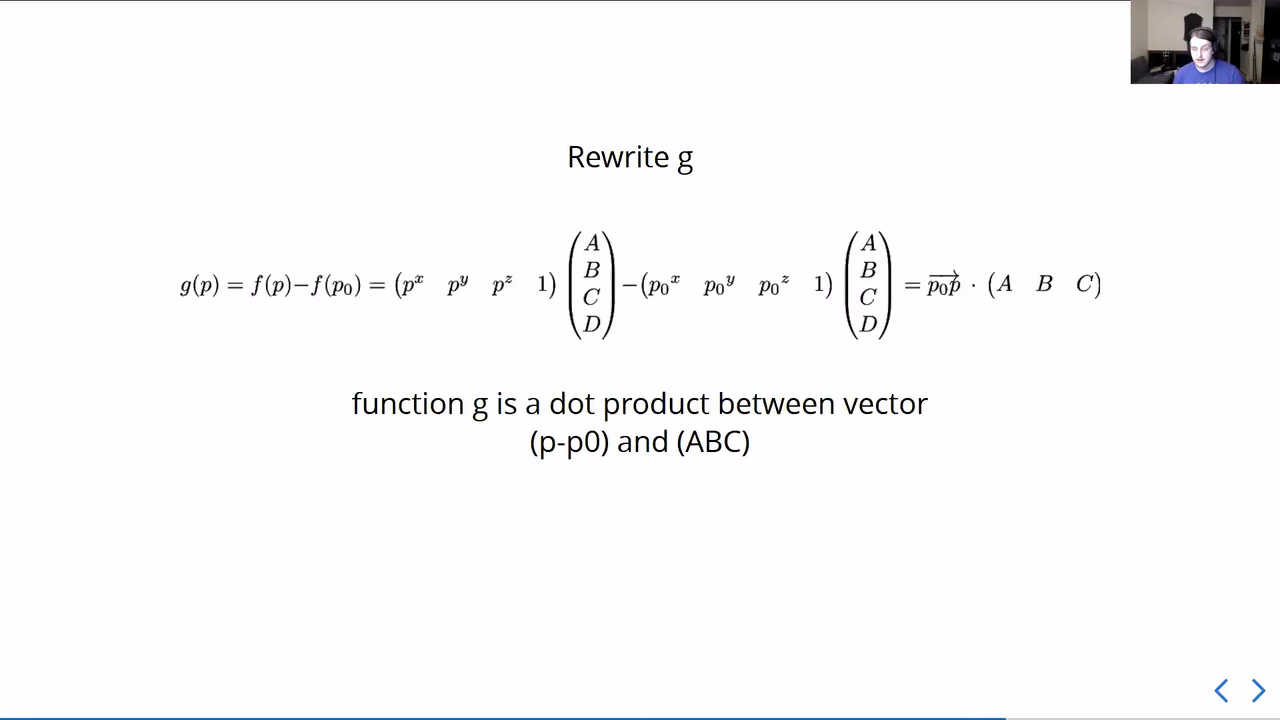 Rewrite g
g(p) = f(p)−f(p₀) = (pˣ pʸ pᶻ 1) (A B C D) −(p₀ˣ p₀ʸ p₀ᶻ 1) (A B C D) = p₀p⃗ · (A B C)
function g is a dot product between vector
(p-p0) and (ABC)